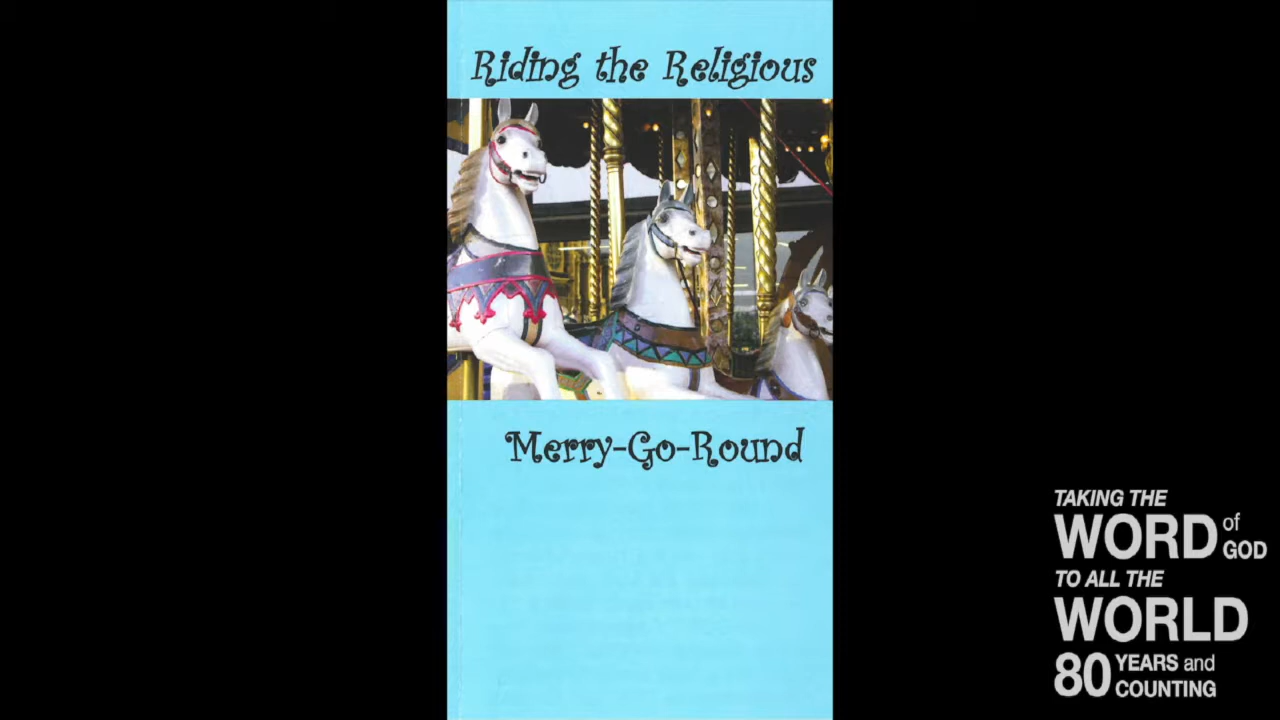 Riding the Religious
Merry-Go-Round
TAKING THE
WORD of GOD
TO ALL THE
WORLD
80 YEARS and
COUNTING